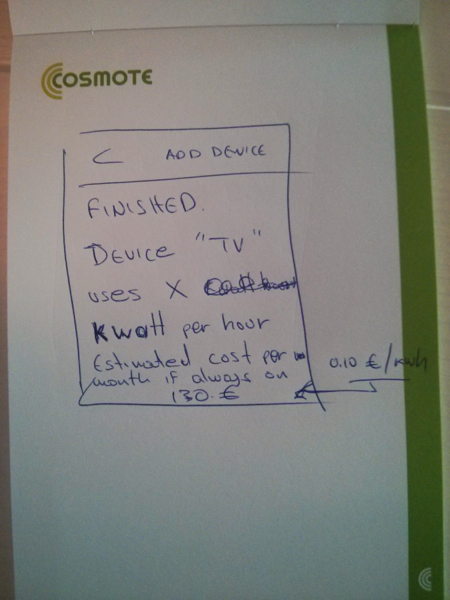 COSMOTE
< ADD DEVICE
FINISHED.
DEVICE "TV"
uses X
Kwatt per hour
Estimated cost per
month if always on
130 €
0.10 €/kwh